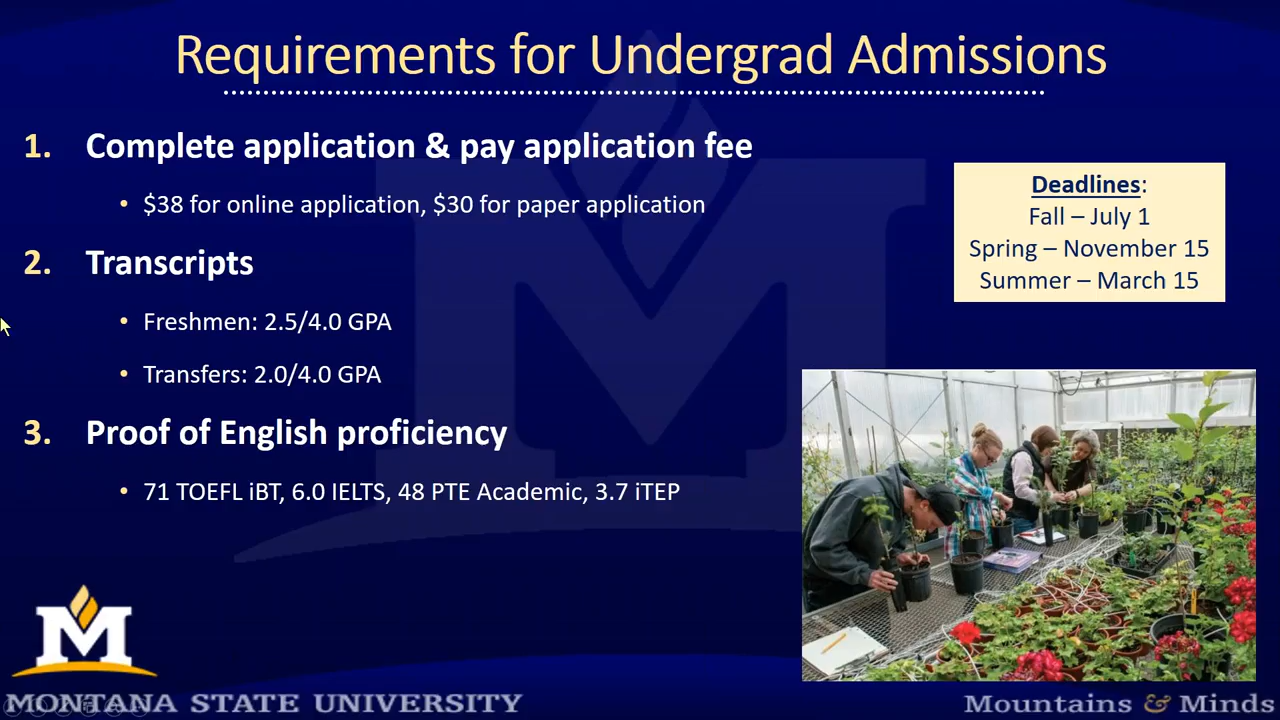 Requirements for Undergrad Admissions
1. Complete application & pay application fee
• $38 for online application, $30 for paper application
2. Transcripts
• Freshmen: 2.5/4.0 GPA
• Transfers: 2.0/4.0 GPA
3. Proof of English proficiency
• 71 TOEFL iBT, 6.0 IELTS, 48 PTE Academic, 3.7 iTEP
Deadlines:
Fall – July 1
Spring – November 15
Summer – March 15
M
MONTANA STATE UNIVERSITY
Mountains & Minds